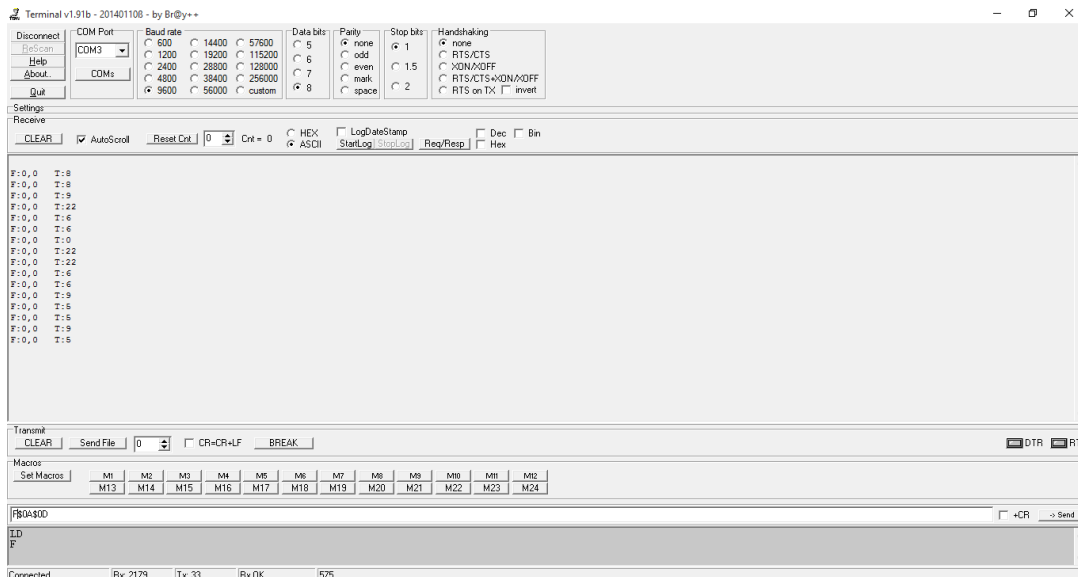 Terminal v1.91b - 201401108 - by Br@y++
Disconnect
ReScan
Help
About..
Quit
COM Port
COM3
COMs
Baud rate
600 14400 57600
1200 19200 115200
2400 28800 128000
4800 38400 256000
9600 56000 custom
Data bits
5
6
7
8
Parity
none
odd
even
mark
space
Stop bits
1
1.5
2
Handshaking
none
RTS/CTS
XON/XOFF
RTS/CTS+XON/XOFF
RTS on TX invert
Settings
Receive
CLEAR AutoScroll Reset Cnt 0 Cnt = 0 HEX ASCII LogDateStamp StartLog StopLog Req/Resp Dec Bin Hex
F:0,0 T:8
F:0,0 T:8
F:0,0 T:9
F:0,0 T:22
F:0,0 T:6
F:0,0 T:6
F:0,0 T:0
F:0,0 T:22
F:0,0 T:22
F:0,0 T:6
F:0,0 T:6
F:0,0 T:9
F:0,0 T:5
F:0,0 T:5
F:0,0 T:9
F:0,0 T:5
Transmit
CLEAR Send File 0 CR=CR+LF BREAK DTR RT
Macros
Set Macros M1 M2 M3 M4 M5 M6 M7 M8 M9 M10 M11 M12
M13 M14 M15 M16 M17 M18 M19 M20 M21 M22 M23 M24
F$0A$0D +CR -> Send
LD
F
Connected Rx: 2179 Tx: 33 Rx OK 575